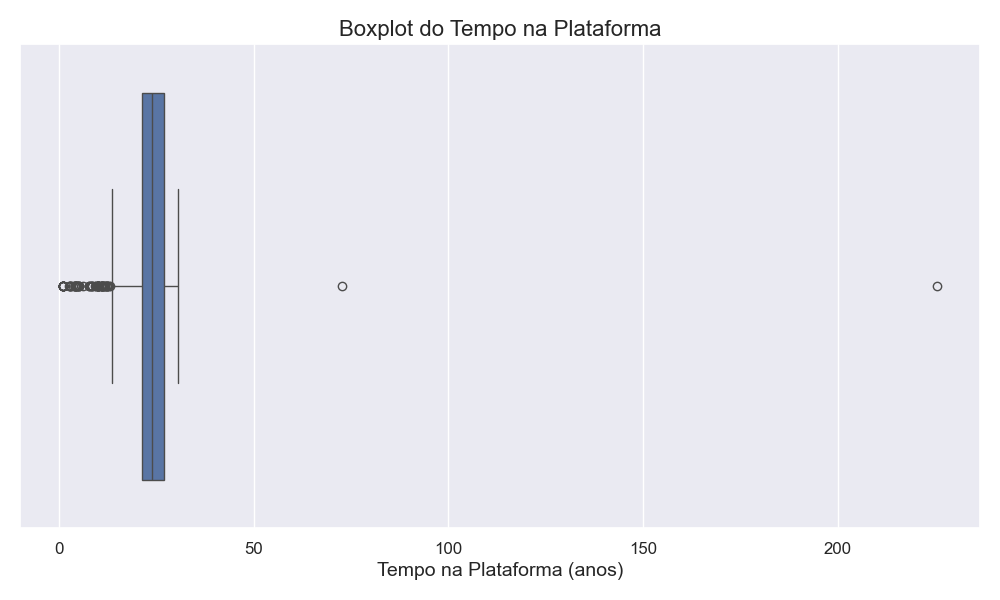 Boxplot do Tempo na Plataforma
0 50 100 150 200
Tempo na Plataforma (anos)